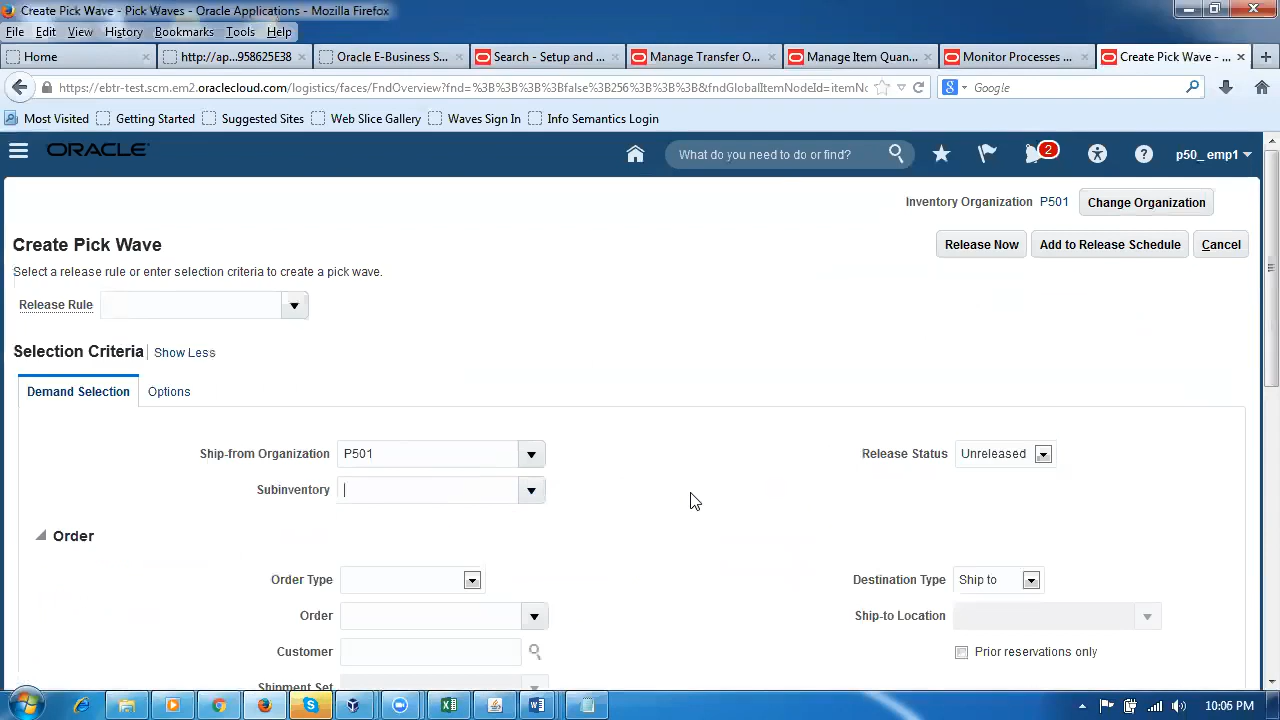 Create Pick Wave - Pick Waves - Oracle Applications - Mozilla Firefox
File Edit View History Bookmarks Tools Help
Home http://ap...958625E38 Oracle E-Business S... Search - Setup and ... Manage Transfer O... Manage Item Quan... Monitor Processes ... Create Pick Wave - ...
https://ebtr-test.scm.em2.oraclecloud.com/logistics/faces/FndOverview?fnd=%3B%3B%3B%3Bfalse%3B256%3B%3B%3B&fndGlobalItemNodeId=itemNo Google
Most Visited Getting Started Suggested Sites Web Slice Gallery Waves Sign In Info Semantics Login
ORACLE What do you need to do or find? 2 p50_emp1
Inventory Organization P501 Change Organization
Create Pick Wave Release Now Add to Release Schedule Cancel
Select a release rule or enter selection criteria to create a pick wave.
Release Rule
Selection Criteria Show Less
Demand Selection Options
Ship-from Organization P501 Release Status Unreleased
Subinventory
Order
Order Type Destination Type Ship to
Order Ship-to Location
Customer Prior reservations only
Shipment Set
10:06 PM